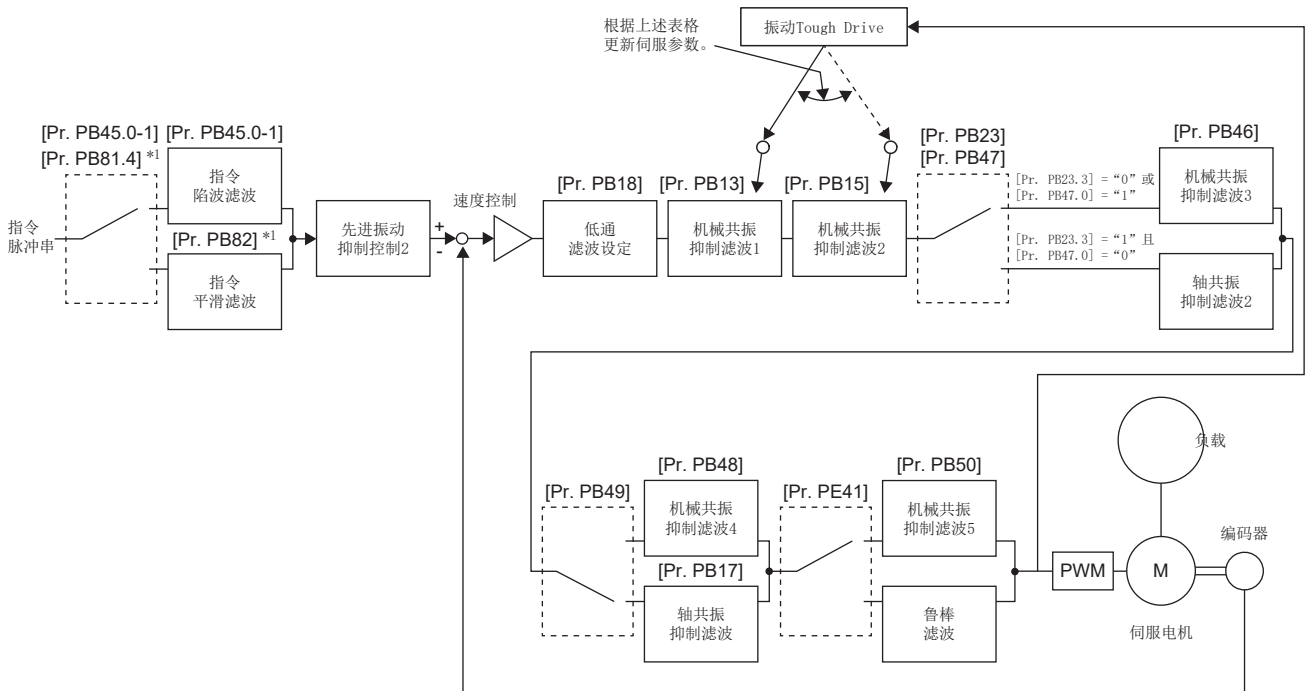 根据上述表格
更新伺服参数。
振动Tough Drive
[Pr. PB45.0-1]
[Pr. PB81.4] *1
[Pr. PB45.0-1]
指令
陷波滤波
指令
脉冲串
[Pr. PB82] *1
指令
平滑滤波
先进振动
抑制控制2
+
-
速度控制
[Pr. PB18]
低通
滤波设定
[Pr. PB13]
机械共振
抑制滤波1
[Pr. PB15]
机械共振
抑制滤波2
[Pr. PB23]
[Pr. PB47]
[Pr. PB23.3] = “0” 或
[Pr. PB47.0] = “1”
[Pr. PB23.3] = “1” 且
[Pr. PB47.0] = “0”
[Pr. PB46]
机械共振
抑制滤波3
轴共振
抑制滤波2
[Pr. PB49]
[Pr. PB48]
机械共振
抑制滤波4
[Pr. PB17]
轴共振
抑制滤波
[Pr. PE41]
[Pr. PB50]
机械共振
抑制滤波5
鲁棒
滤波
PWM
M
负载
编码器
伺服电机